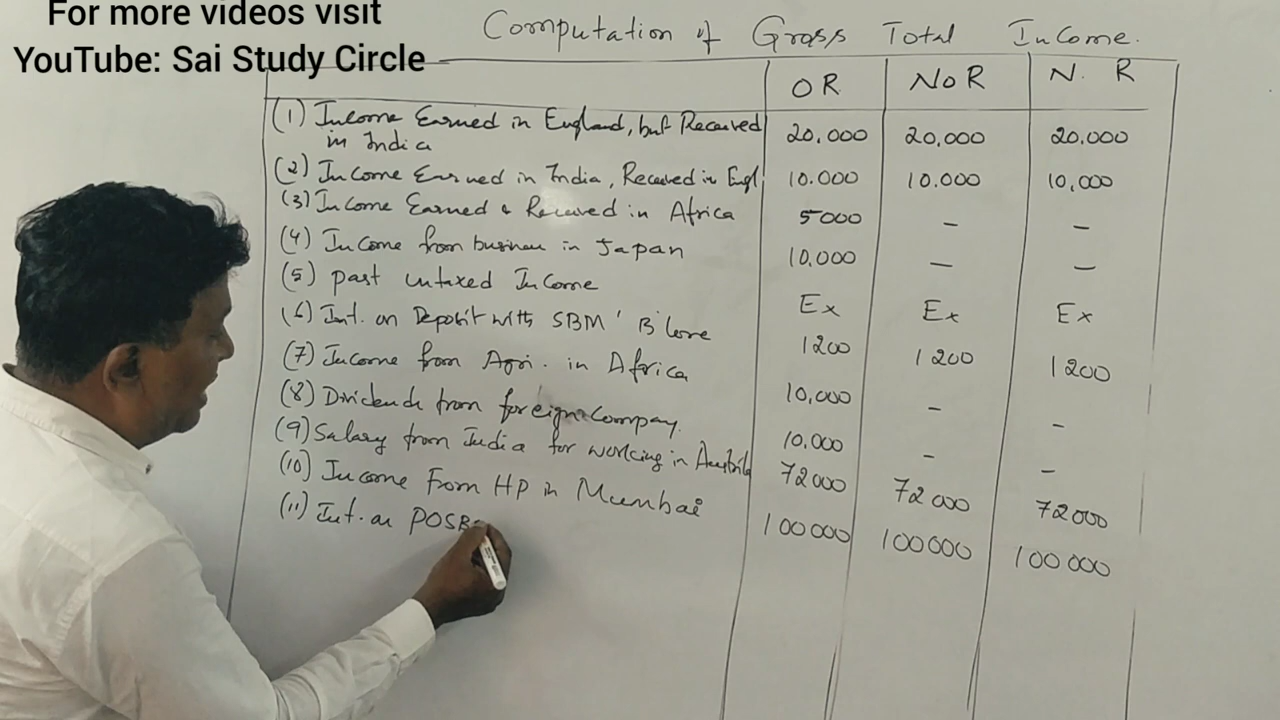 For more videos visit
YouTube: Sai Study Circle
Computation of Gross Total Income.
OR NOR N. R
(1) Income Earned in England, but Received 20,000 20,000 20,000
in India
(2) Income Earned in India, Received in Engl 10.000 10.000 10,000
(3) Income Earned & Received in Africa 5000 — —
(4) Income from business in Japan 10,000 — —
(5) past untaxed Income Ex Ex Ex
(6) Int. on Deposit with SBM' B'lore 1200 1200 1200
(7) Income from Agri. in Africa 10,000 - -
(8) Dividends from foreign Company. 10.000 - -
(9) Salary from India for working in 72000 72000 72000
(10) Income From HP in Mumbai 100000 100000 100000
(11) Int. on POSB